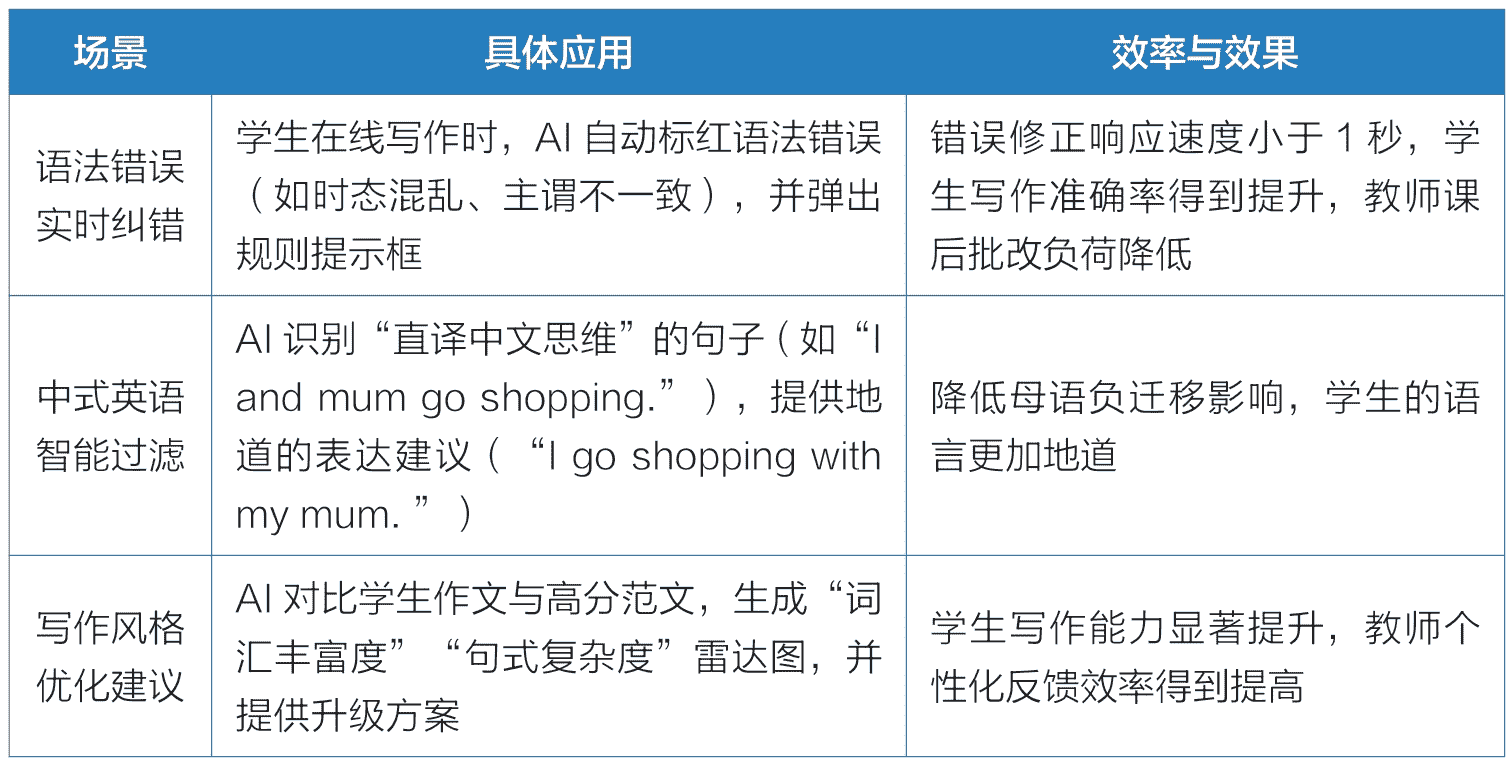 场景 具体应用 效率与效果
语法错误
实时纠错
学生在线写作时，AI 自动标红语法错误
（如时态混乱、主谓不一致），并弹出
规则提示框
错误修正响应速度小于 1 秒，学
生写作准确率得到提升，教师课
后批改负荷降低
中式英语
智能过滤
AI 识别“直译中文思维”的句子（如“I
and mum go shopping.”），提供地
道的表达建议（“I go shopping with
my mum. ”）
降低母语负迁移影响，学生的语
言更加地道
写作风格
优化建议
AI 对比学生作文与高分范文，生成“词
汇丰富度”“句式复杂度”雷达图，并
提供升级方案
学生写作能力显著提升，教师个
性化反馈效率得到提高